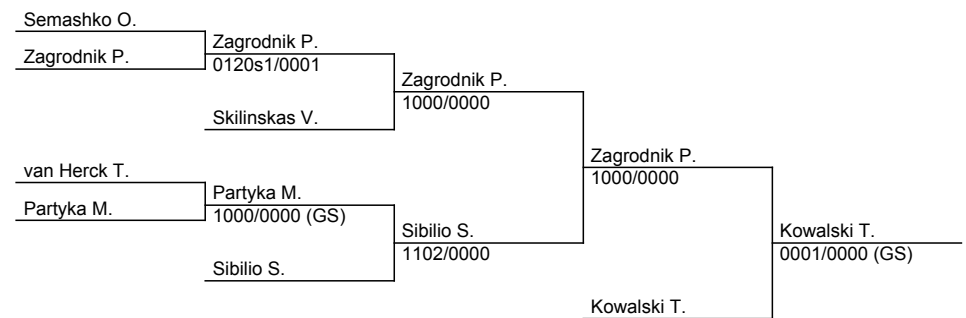 Semashko O.
Zagrodnik P.
Zagrodnik P.
0120s1/0001
Zagrodnik P.
1000/0000
Skilinskas V.
Zagrodnik P.
1000/0000
van Herck T.
Partyka M.
Partyka M.
1000/0000 (GS)
Sibilio S.
1102/0000
Sibilio S.
Kowalski T.
0001/0000 (GS)
Kowalski T.